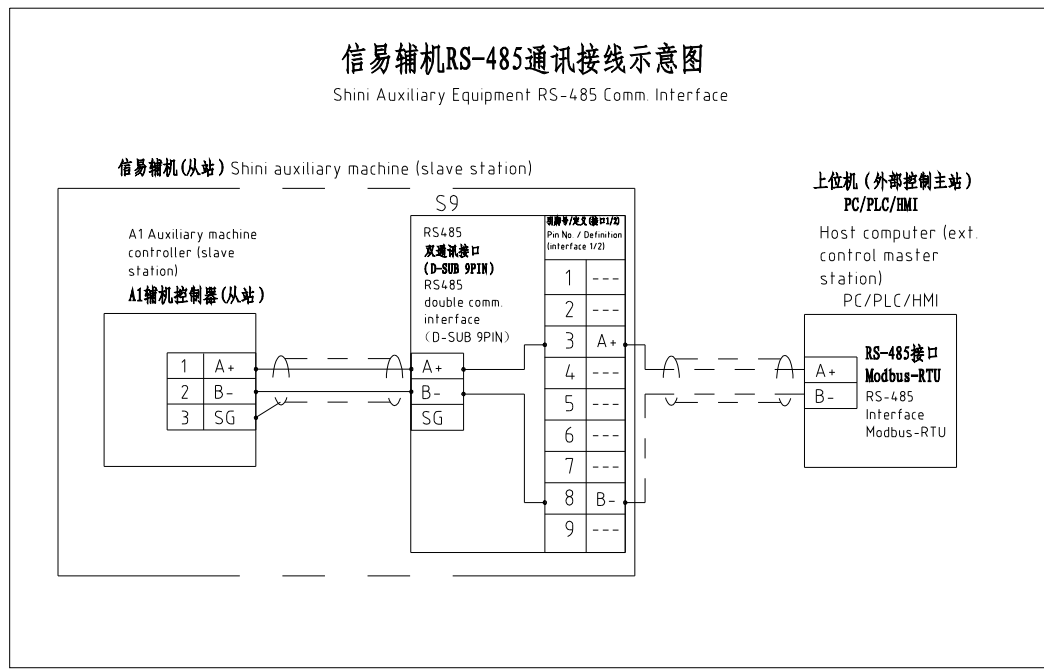 信易辅机RS-485通讯接线示意图
Shini Auxiliary Equipment RS-485 Comm. Interface
信易辅机(从站) Shini auxiliary machine (slave station)
A1 Auxiliary machine
controller (slave
station)
A1辅机控制器(从站)
1 A+
2 B-
3 SG
S9
RS485
双通讯接口
(D-SUB 9PIN)
RS485
double comm.
interface
(D-SUB 9PIN)
A+
B-
SG
/定义(接口1/2)
Pin No. / Definition
(interface 1/2)
1 ---
2 ---
3 A+
4 ---
5 ---
6 ---
7 ---
8 B-
9 ---
上位机(外部控制主站)
PC/PLC/HMI
Host computer (ext.
control master
station)
PC/PLC/HMI
A+
B-
RS-485接口
Modbus-RTU
RS-485
Interface
Modbus-RTU